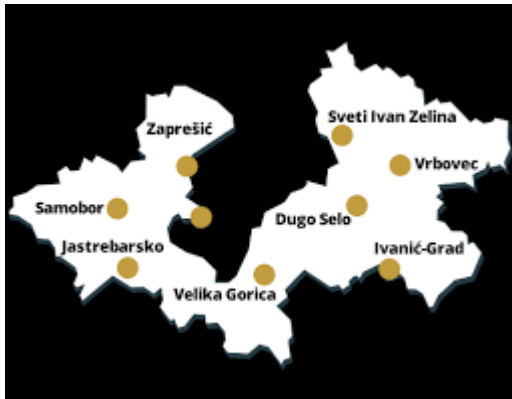 Sveti Ivan Zelina
Zaprešić
Vrbovec
Samobor
Dugo Selo
Jastrebarsko
Ivanić-Grad
Velika Gorica